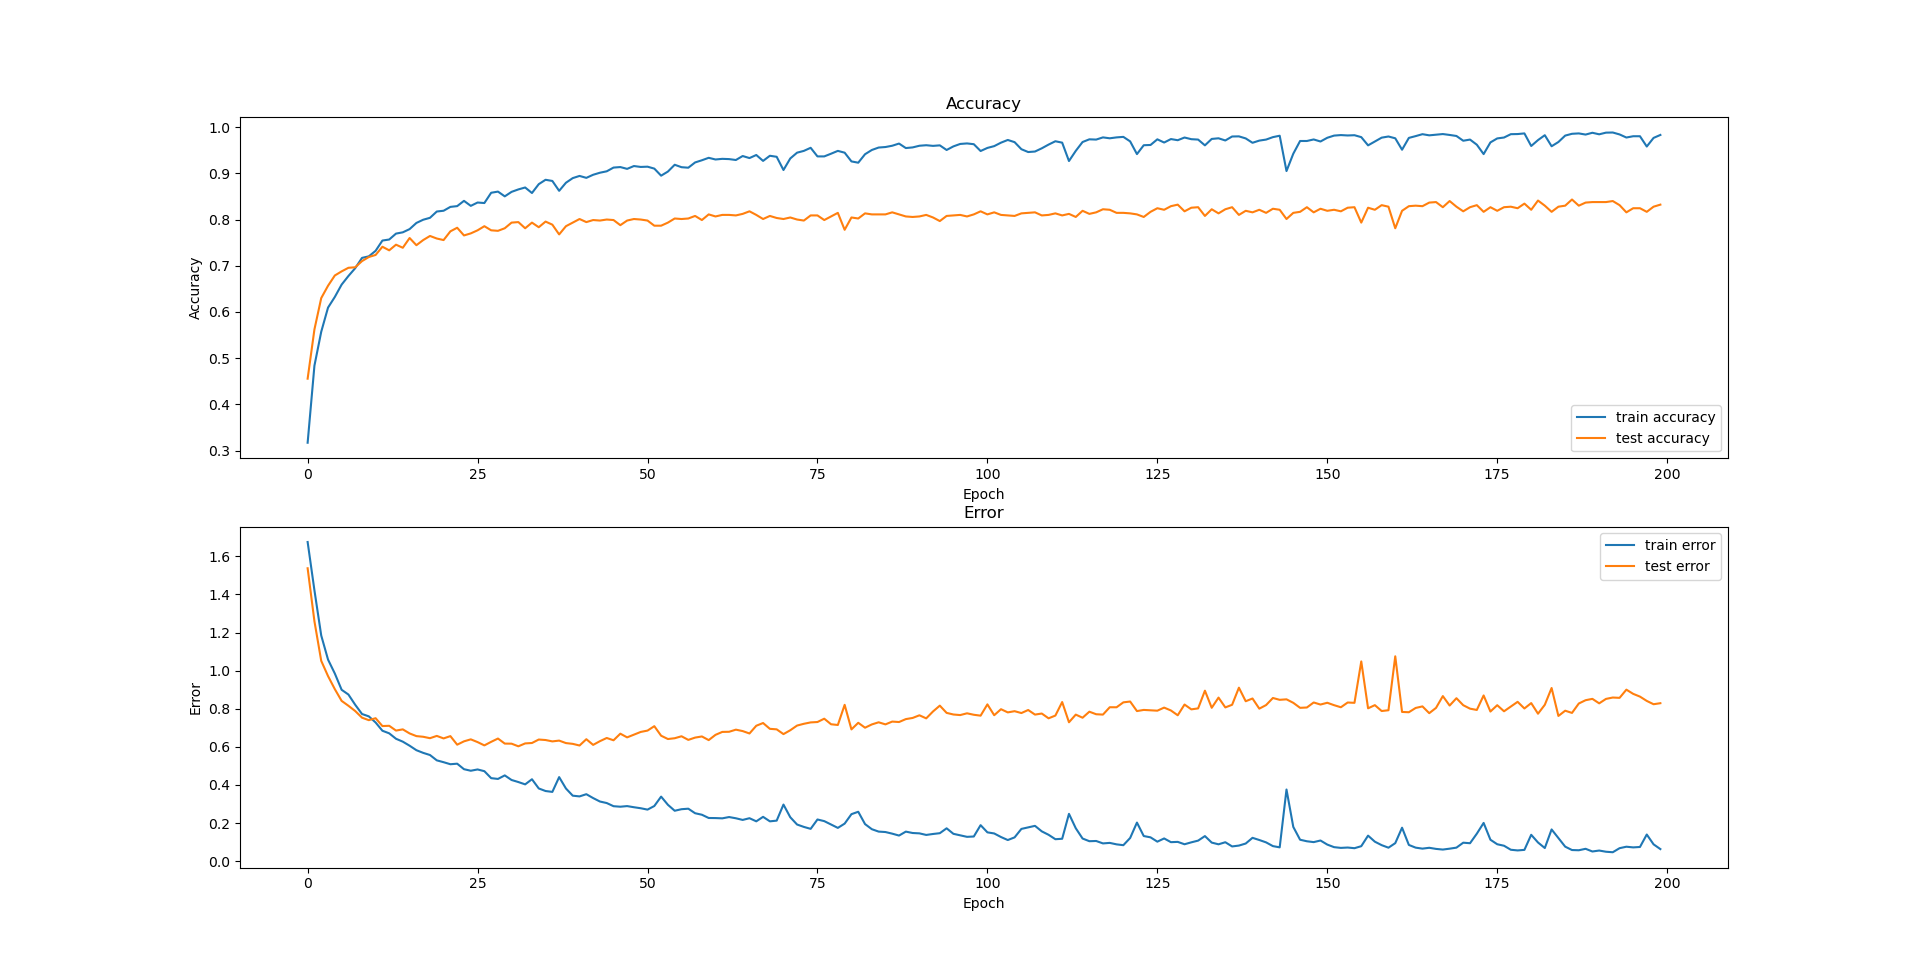 Accuracy
1.0
0.9
0.8
0.7
0.6
0.5
0.4
0.3
Accuracy
train accuracy
test accuracy
0 25 50 75 100 125 150 175 200
Epoch
Error
1.6
1.4
1.2
1.0
0.8
0.6
0.4
0.2
0.0
Error
train error
test error
0 25 50 75 100 125 150 175 200
Epoch